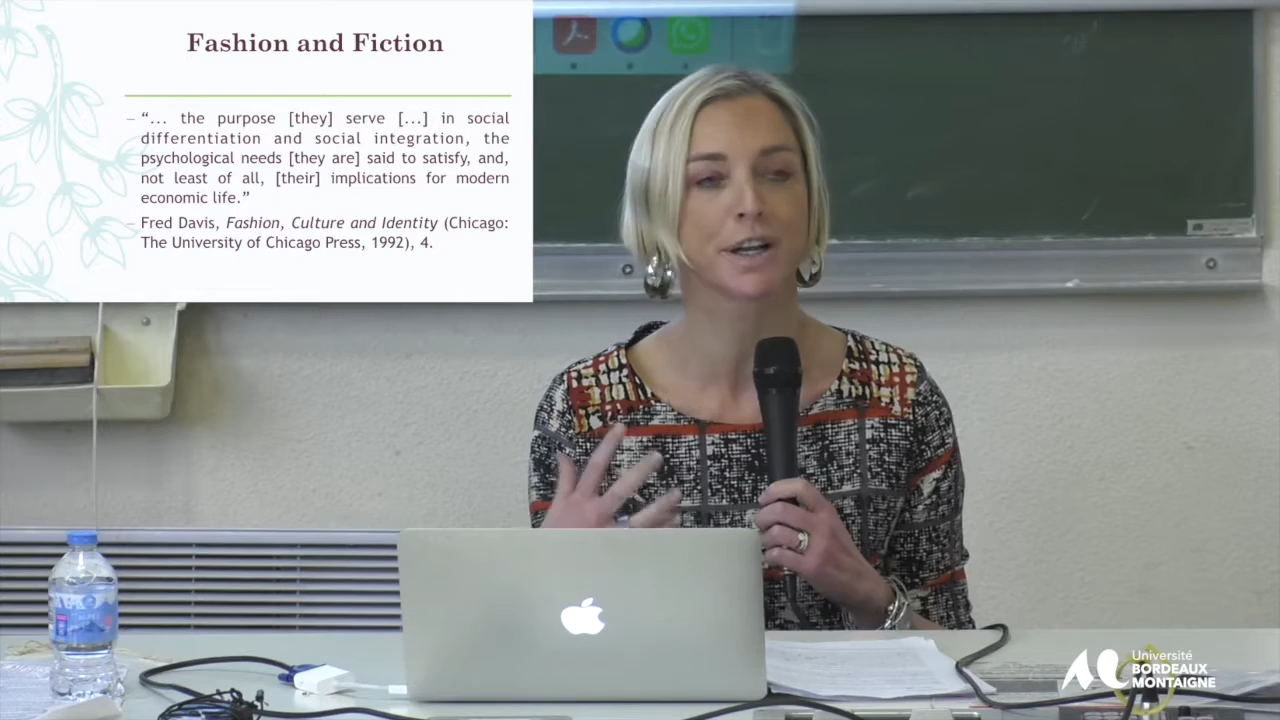 Fashion and Fiction
– “... the purpose [they] serve [...] in social
differentiation and social integration, the
psychological needs [they are] said to satisfy, and,
not least of all, [their] implications for modern
economic life.”
– Fred Davis, Fashion, Culture and Identity (Chicago:
The University of Chicago Press, 1992), 4.
Université
BORDEAUX
MONTAIGNE